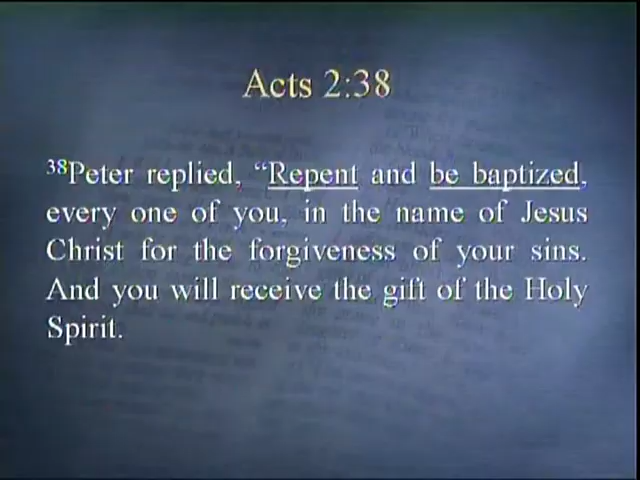 Acts 2:38
38Peter replied, “Repent and be baptized,
every one of you, in the name of Jesus
Christ for the forgiveness of your sins.
And you will receive the gift of the Holy
Spirit.